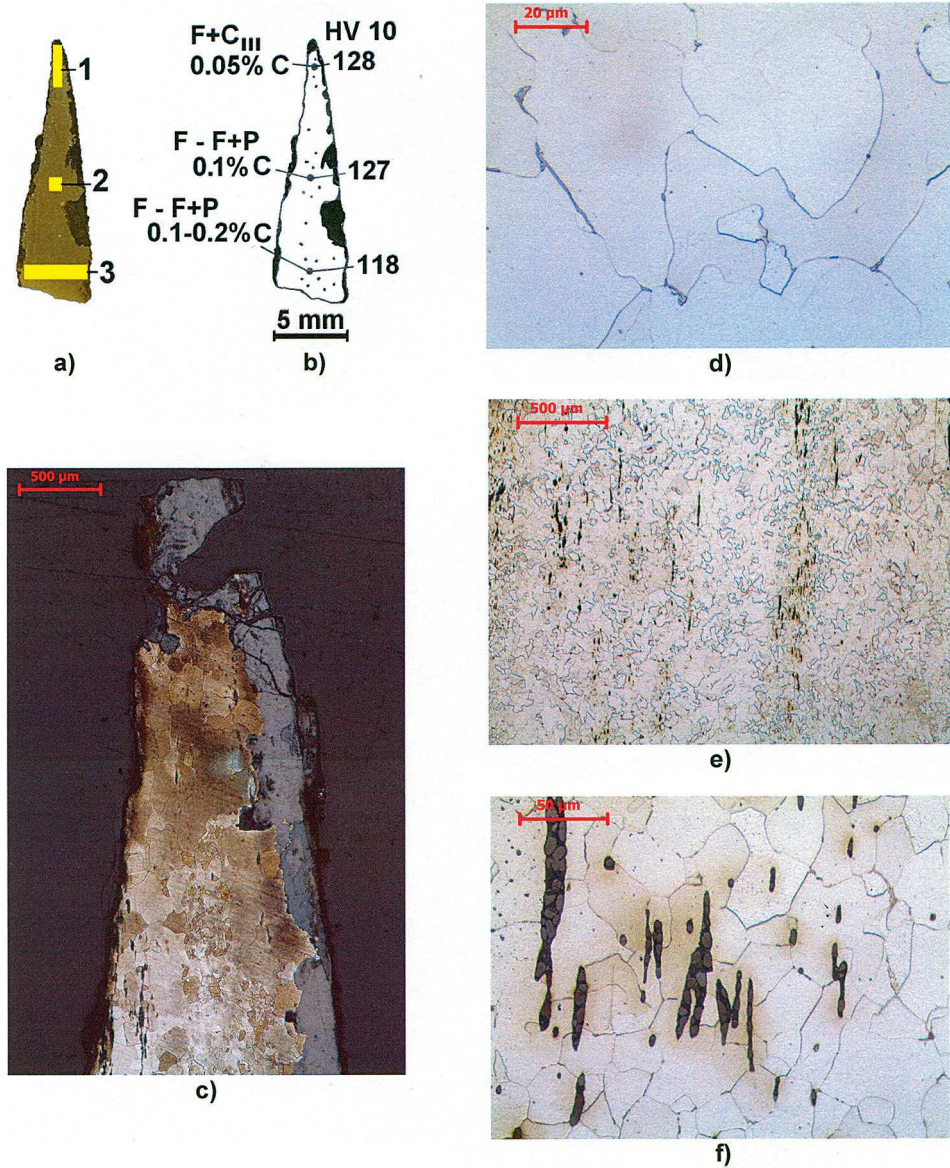 1
2
3
a)
F+CIII
0.05% C
HV 10
128
F - F+P
0.1% C
127
F - F+P
0.1-0.2% C
118
5 mm
b)
500 µm
c)
20 µm
d)
500 µm
e)
50 µm
f)